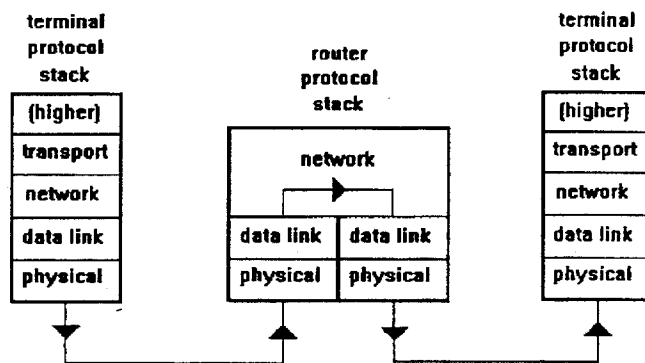 terminal
protocol
stack
(higher)
transport
network
data link
physical
router
protocol
stack
network
data link
data link
physical
physical
terminal
protocol
stack
(higher)
transport
network
data link
physical